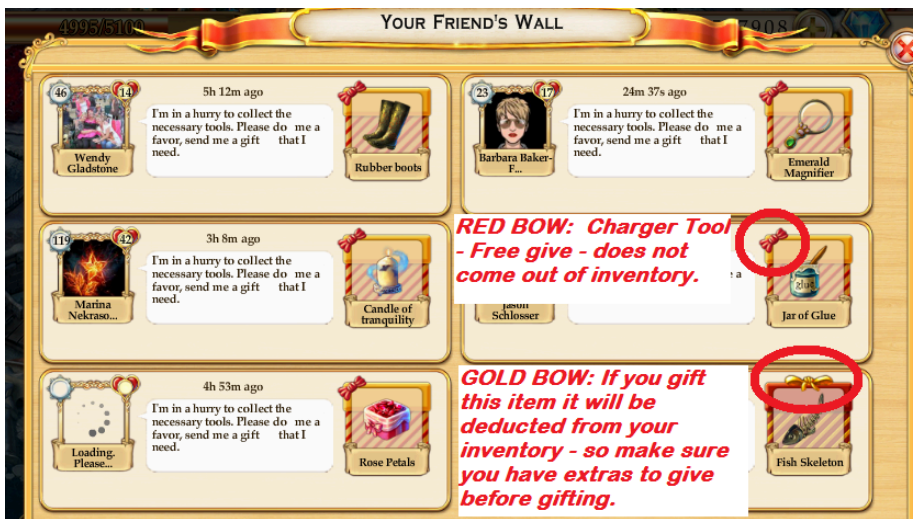 4995/5100
YOUR FRIEND'S WALL
7908
46
14
5h 12m ago
I'm in a hurry to collect the
necessary tools. Please do me a
favor, send me a gift that I
need.
Wendy
Gladstone
Rubber boots
23
17
24m 37s ago
I'm in a hurry to collect the
necessary tools. Please do me a
favor, send me a gift that I
need.
Barbara Baker-
F...
Emerald
Magnifier
119
42
3h 8m ago
I'm in a hurry to collect the
necessary tools. Please do me a
favor, send me a gift that I
need.
Marina
Nekraso...
Candle of
tranquility
RED BOW: Charger Tool
- Free give - does not
come out of inventory.
e a
Jason
Schlosser
glue
Jar of Glue
4h 53m ago
I'm in a hurry to collect the
necessary tools. Please do me a
favor, send me a gift that I
need.
Loading.
Please...
Rose Petals
GOLD BOW: If you gift
this item it will be
deducted from your
inventory - so make sure
you have extras to give
before gifting.
Fish Skeleton